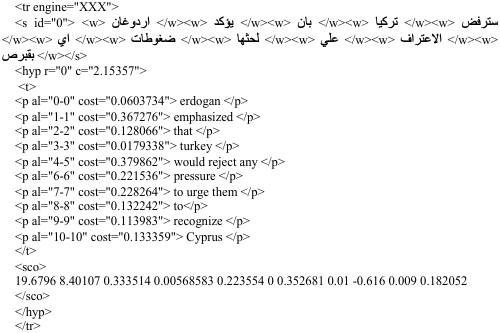 <tr engine="XXX">
<s id="0"> <w> اردوغان </w><w> يؤكد </w><w> بان </w><w> تركيا </w><w> سترفض
</w><w> اي </w><w> ضغوطات </w><w> لحثها </w><w> علي </w><w> الاعتراف </w><w>
بقبرص </w></s>
<hyp r="0" c="2.15357">
<t>
<p al="0-0" cost="0.0603734"> erdogan </p>
<p al="1-1" cost="0.367276"> emphasized </p>
<p al="2-2" cost="0.128066"> that </p>
<p al="3-3" cost="0.0179338"> turkey </p>
<p al="4-5" cost="0.379862"> would reject any </p>
<p al="6-6" cost="0.221536"> pressure </p>
<p al="7-7" cost="0.228264"> to urge them </p>
<p al="8-8" cost="0.132242"> to</p>
<p al="9-9" cost="0.113983"> recognize </p>
<p al="10-10" cost="0.133359"> Cyprus </p>
</t>
<sco>
19.6796 8.40107 0.333514 0.00568583 0.223554 0 0.352681 0.01 -0.616 0.009 0.182052
</sco>
</hyp>
</tr>